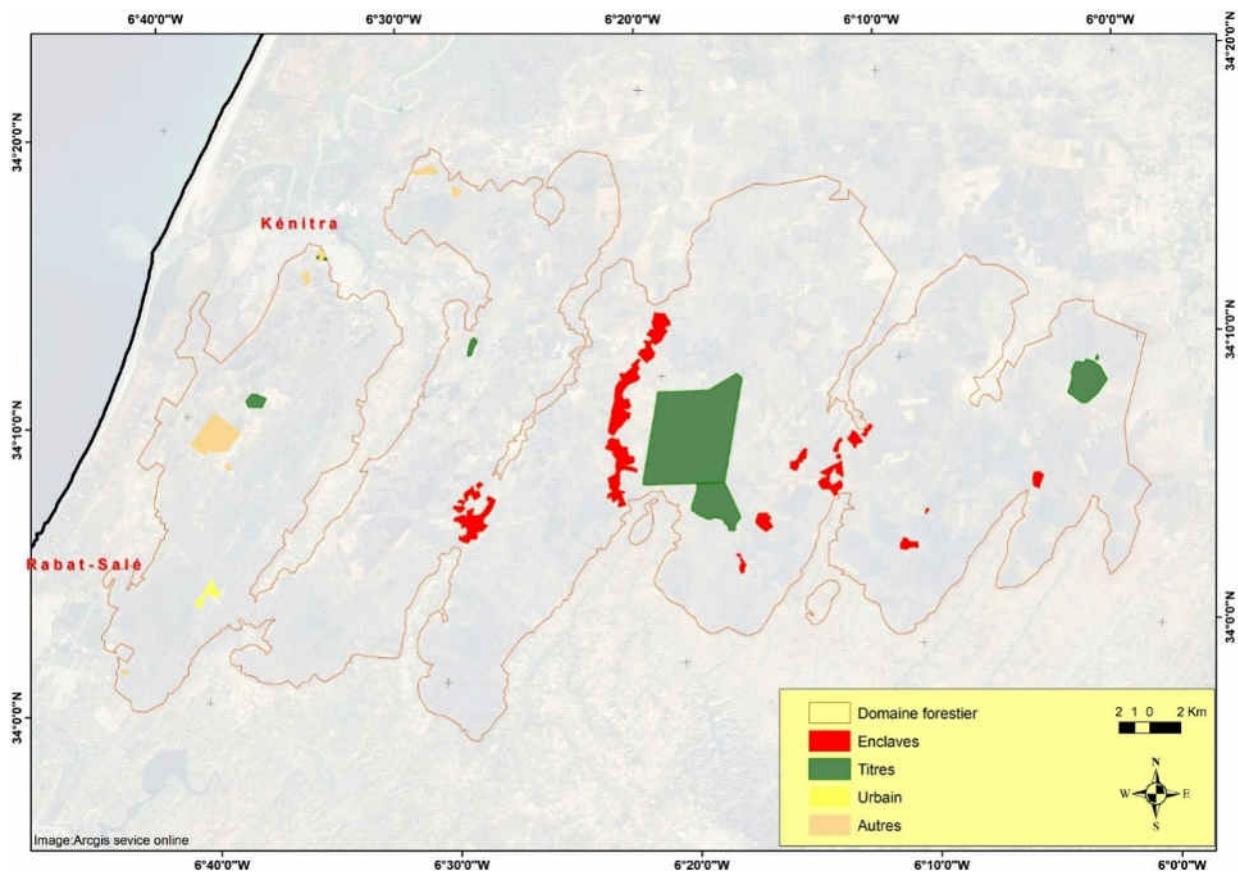 6°40'0"W 6°30'0"W 6°20'0"W 6°10'0"W 6°0'0"W
34°20'0"N
34°20'0"N
Kénitra
34°10'0"N
34°10'0"N
Rabat-Salé
34°0'0"N
34°0'0"N
Domaine forestier
Enclaves
Titres
Urbain
Autres
2 1 0 2 Km
N
W E
S
Image:Arcgis sevice online
6°40'0"W 6°30'0"W 6°20'0"W 6°10'0"W 6°0'0"W